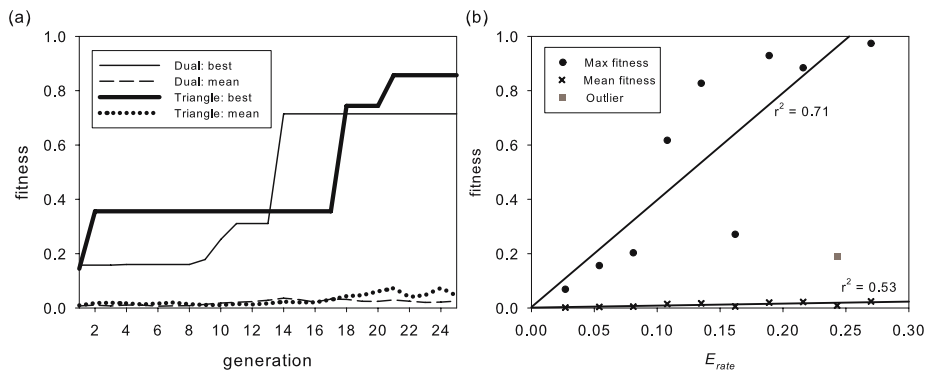 (a)
1.0
0.8
0.6
0.4
0.2
0.0
fitness
Dual: best
Dual: mean
Triangle: best
Triangle: mean
2 4 6 8 10 12 14 16 18 20 22 24
generation
(b)
1.0
0.8
0.6
0.4
0.2
0.0
fitness
Max fitness
Mean fitness
Outlier
r² = 0.71
r² = 0.53
0.00 0.05 0.10 0.15 0.20 0.25 0.30
E_rate